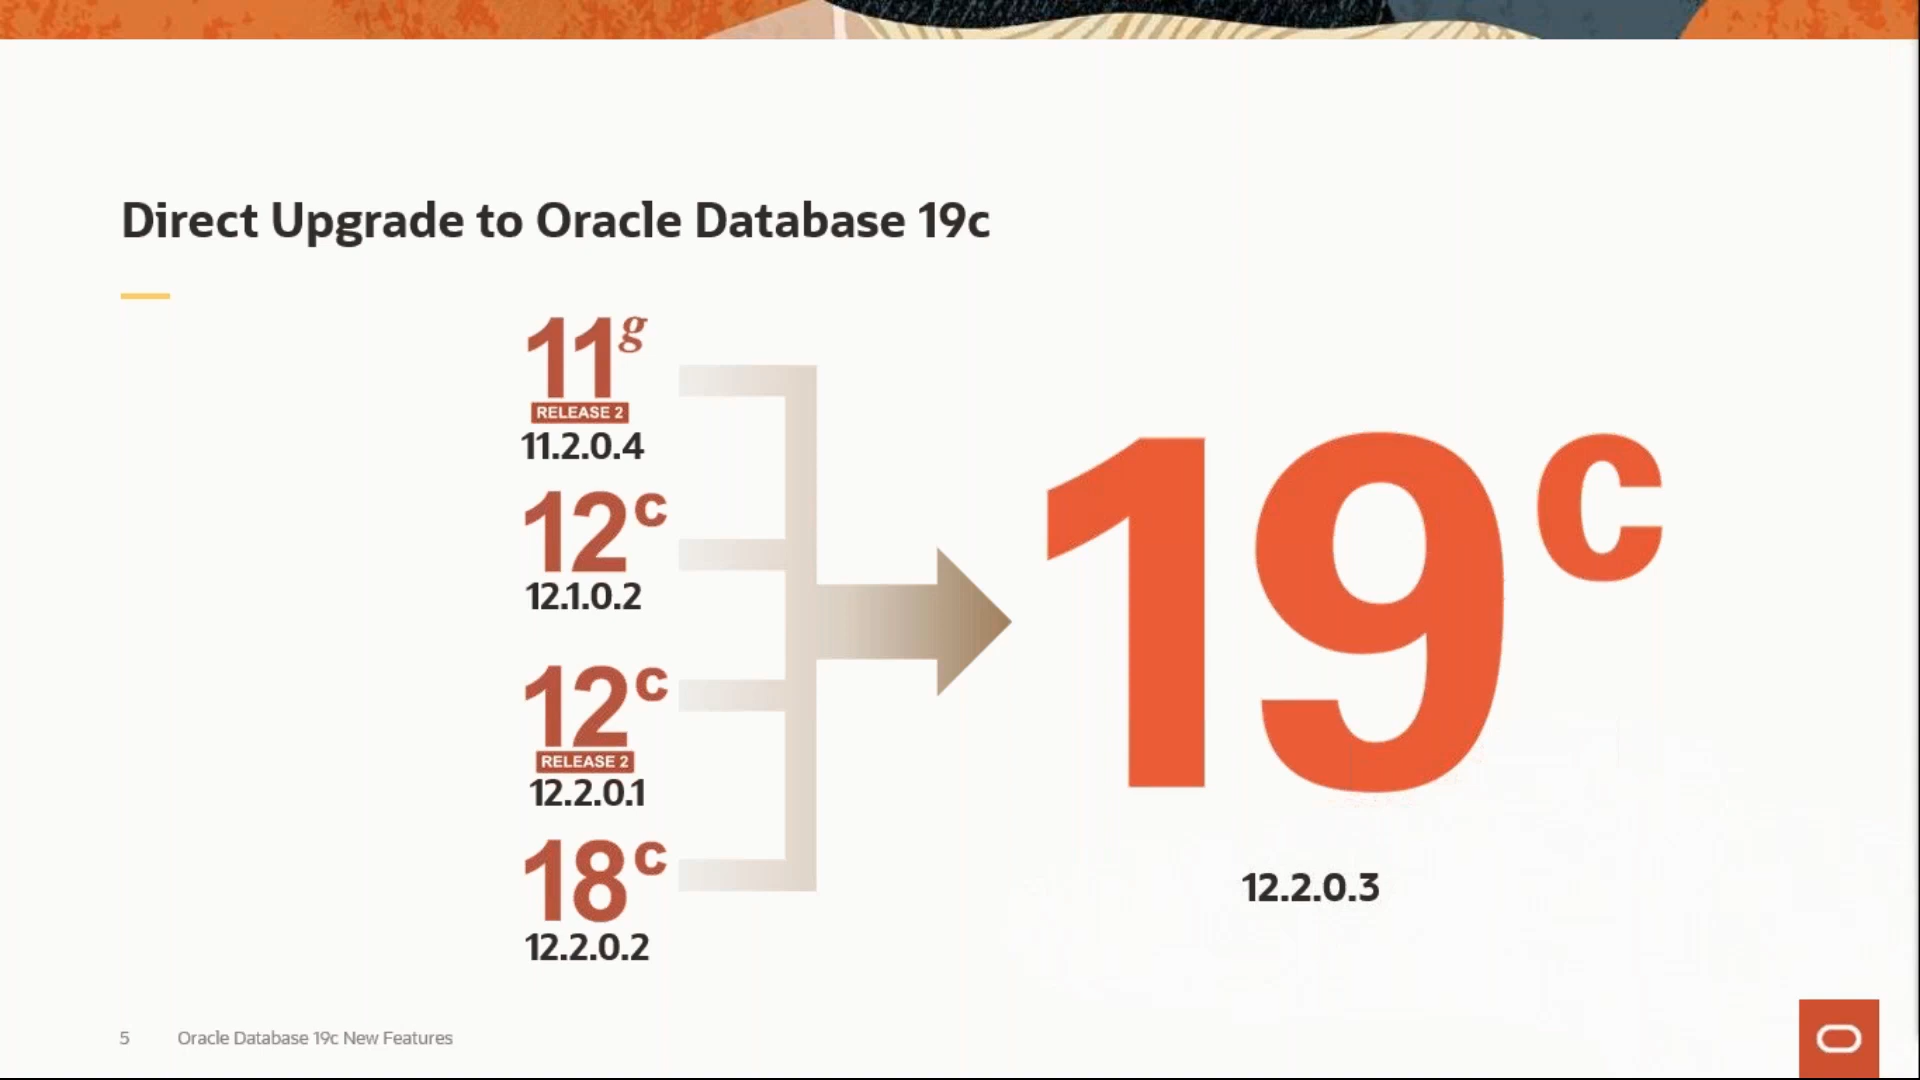 Direct Upgrade to Oracle Database 19c
11g
RELEASE 2
11.2.0.4
12c
12.1.0.2
12c
RELEASE 2
12.2.0.1
18c
12.2.0.2
19c
12.2.0.3
5 Oracle Database 19c New Features